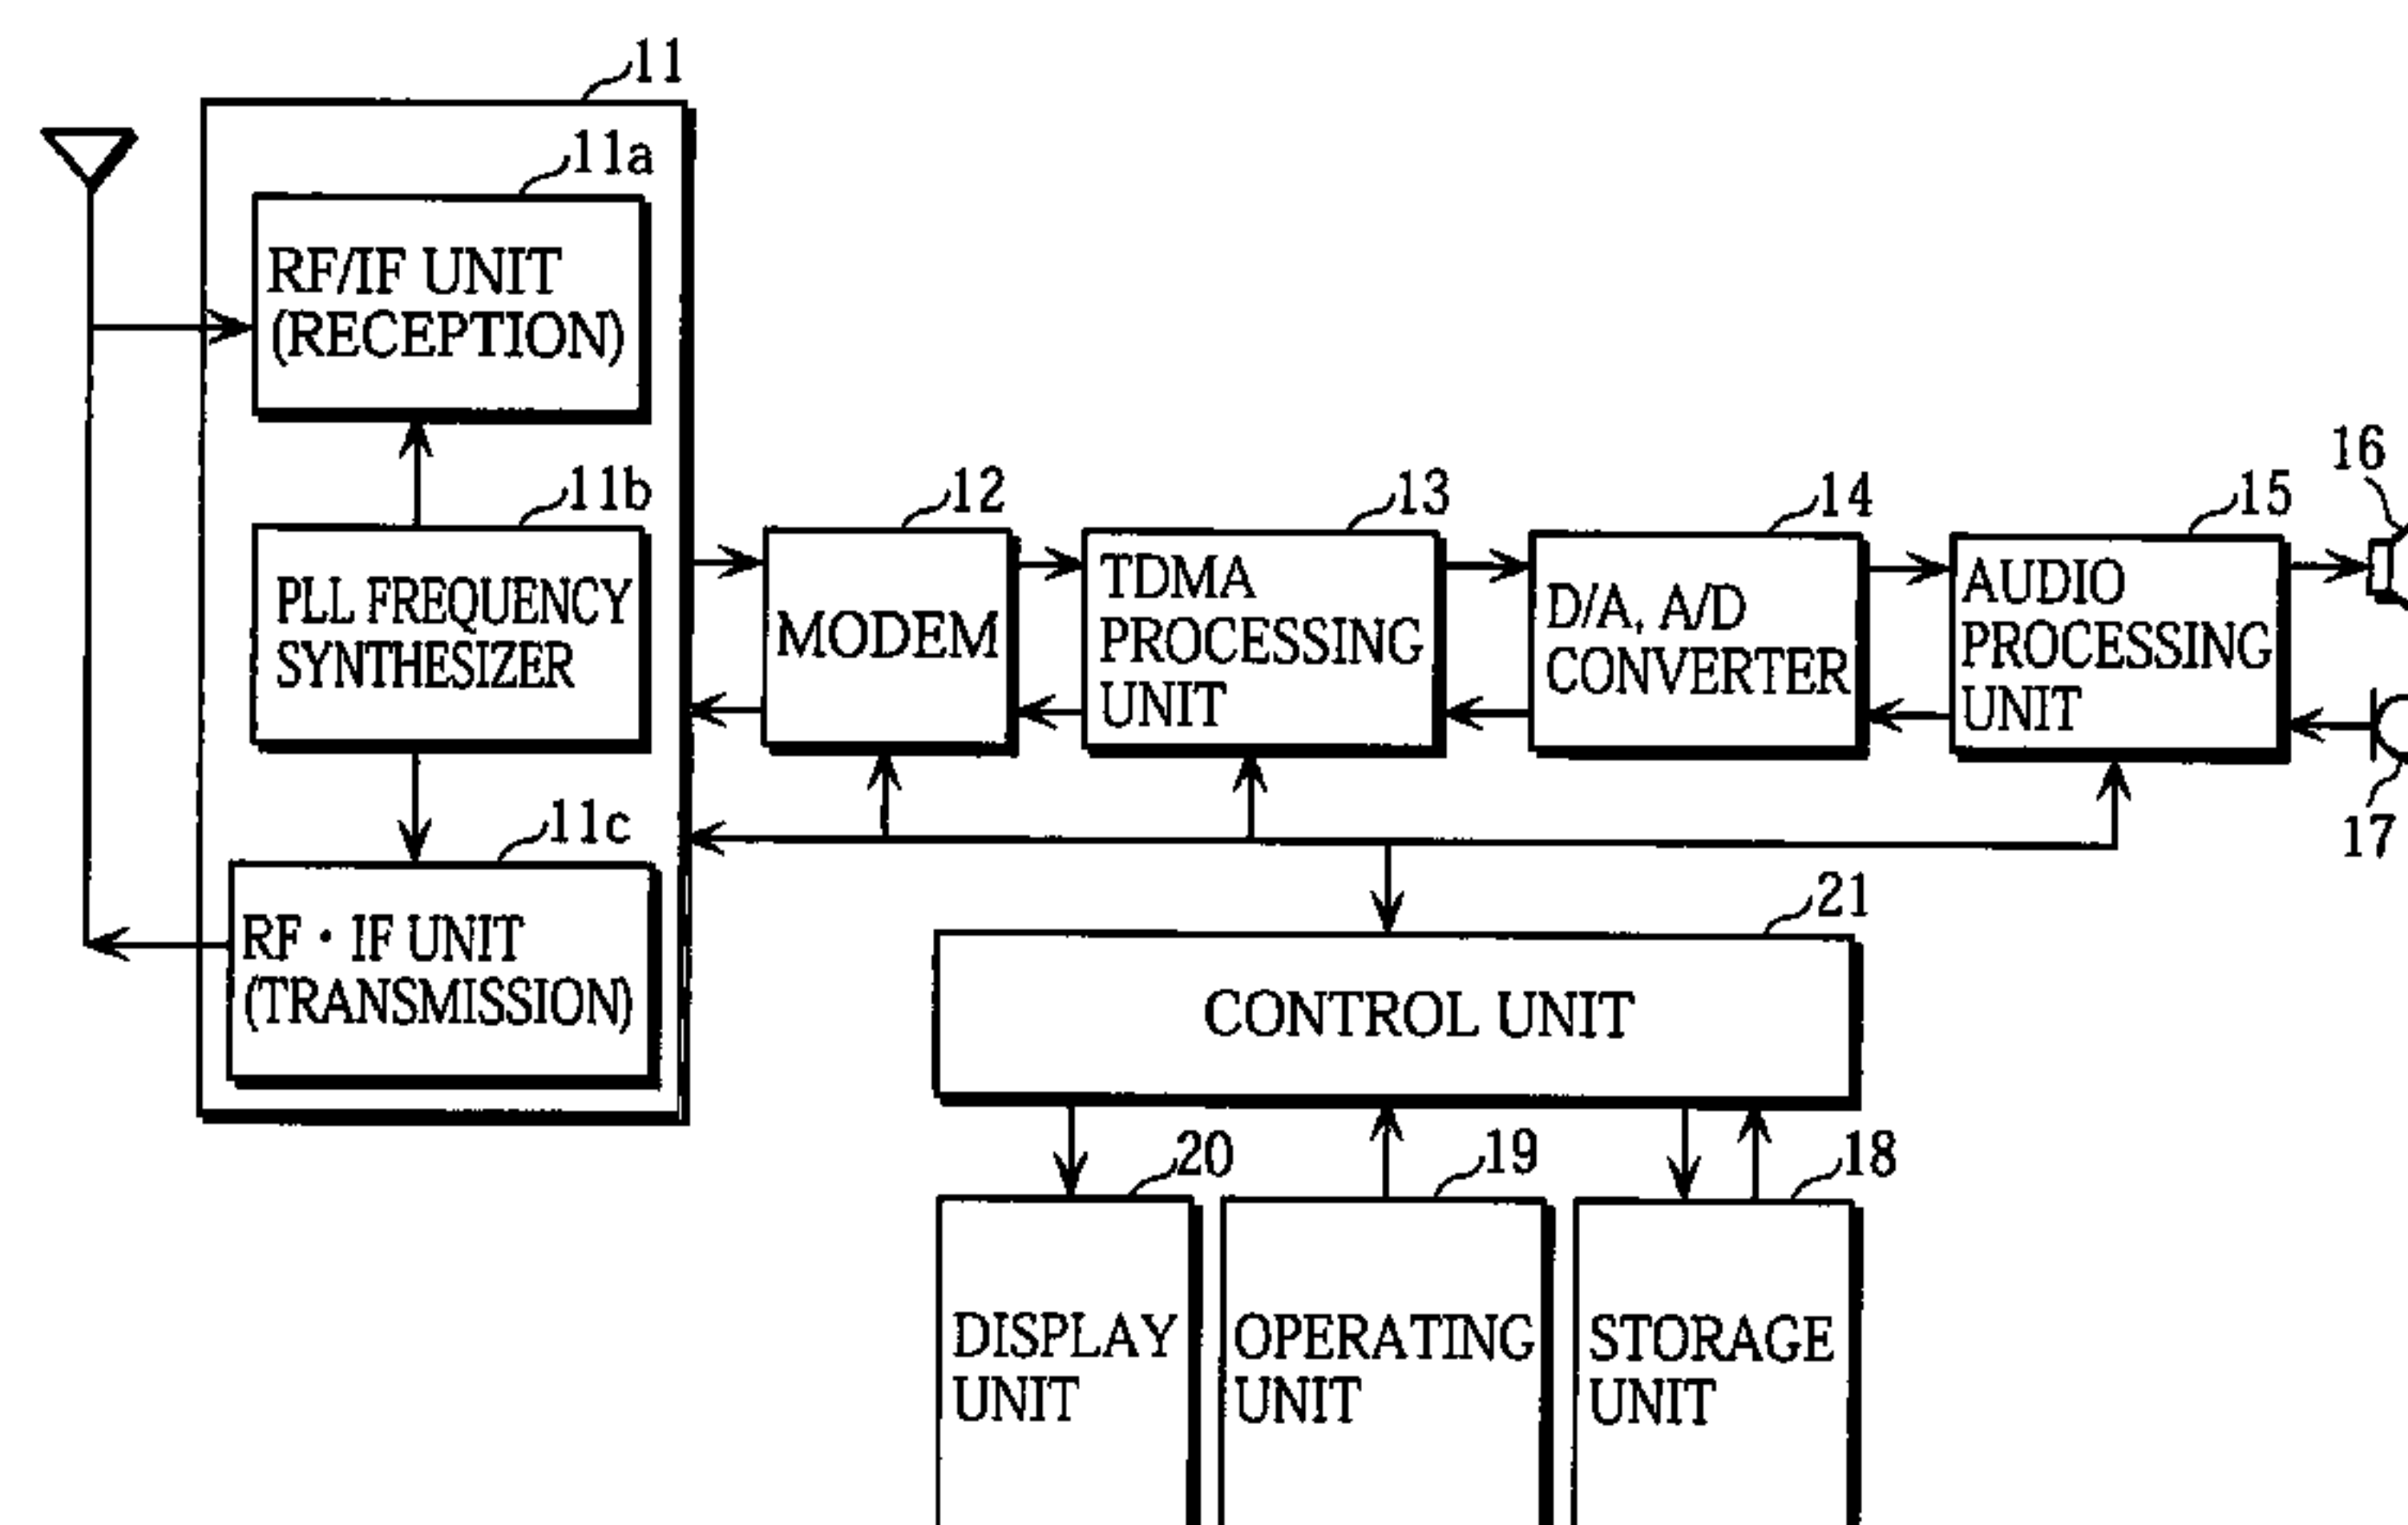 11
11a
RF/IF UNIT
(RECEPTION)
11b
PLL FREQUENCY
SYNTHESIZER
11c
RF・IF UNIT
(TRANSMISSION)
12
MODEM
13
TDMA
PROCESSING
UNIT
14
D/A, A/D
CONVERTER
15
AUDIO
PROCESSING
UNIT
16
17
21
CONTROL UNIT
20
DISPLAY
UNIT
19
OPERATING
UNIT
18
STORAGE
UNIT